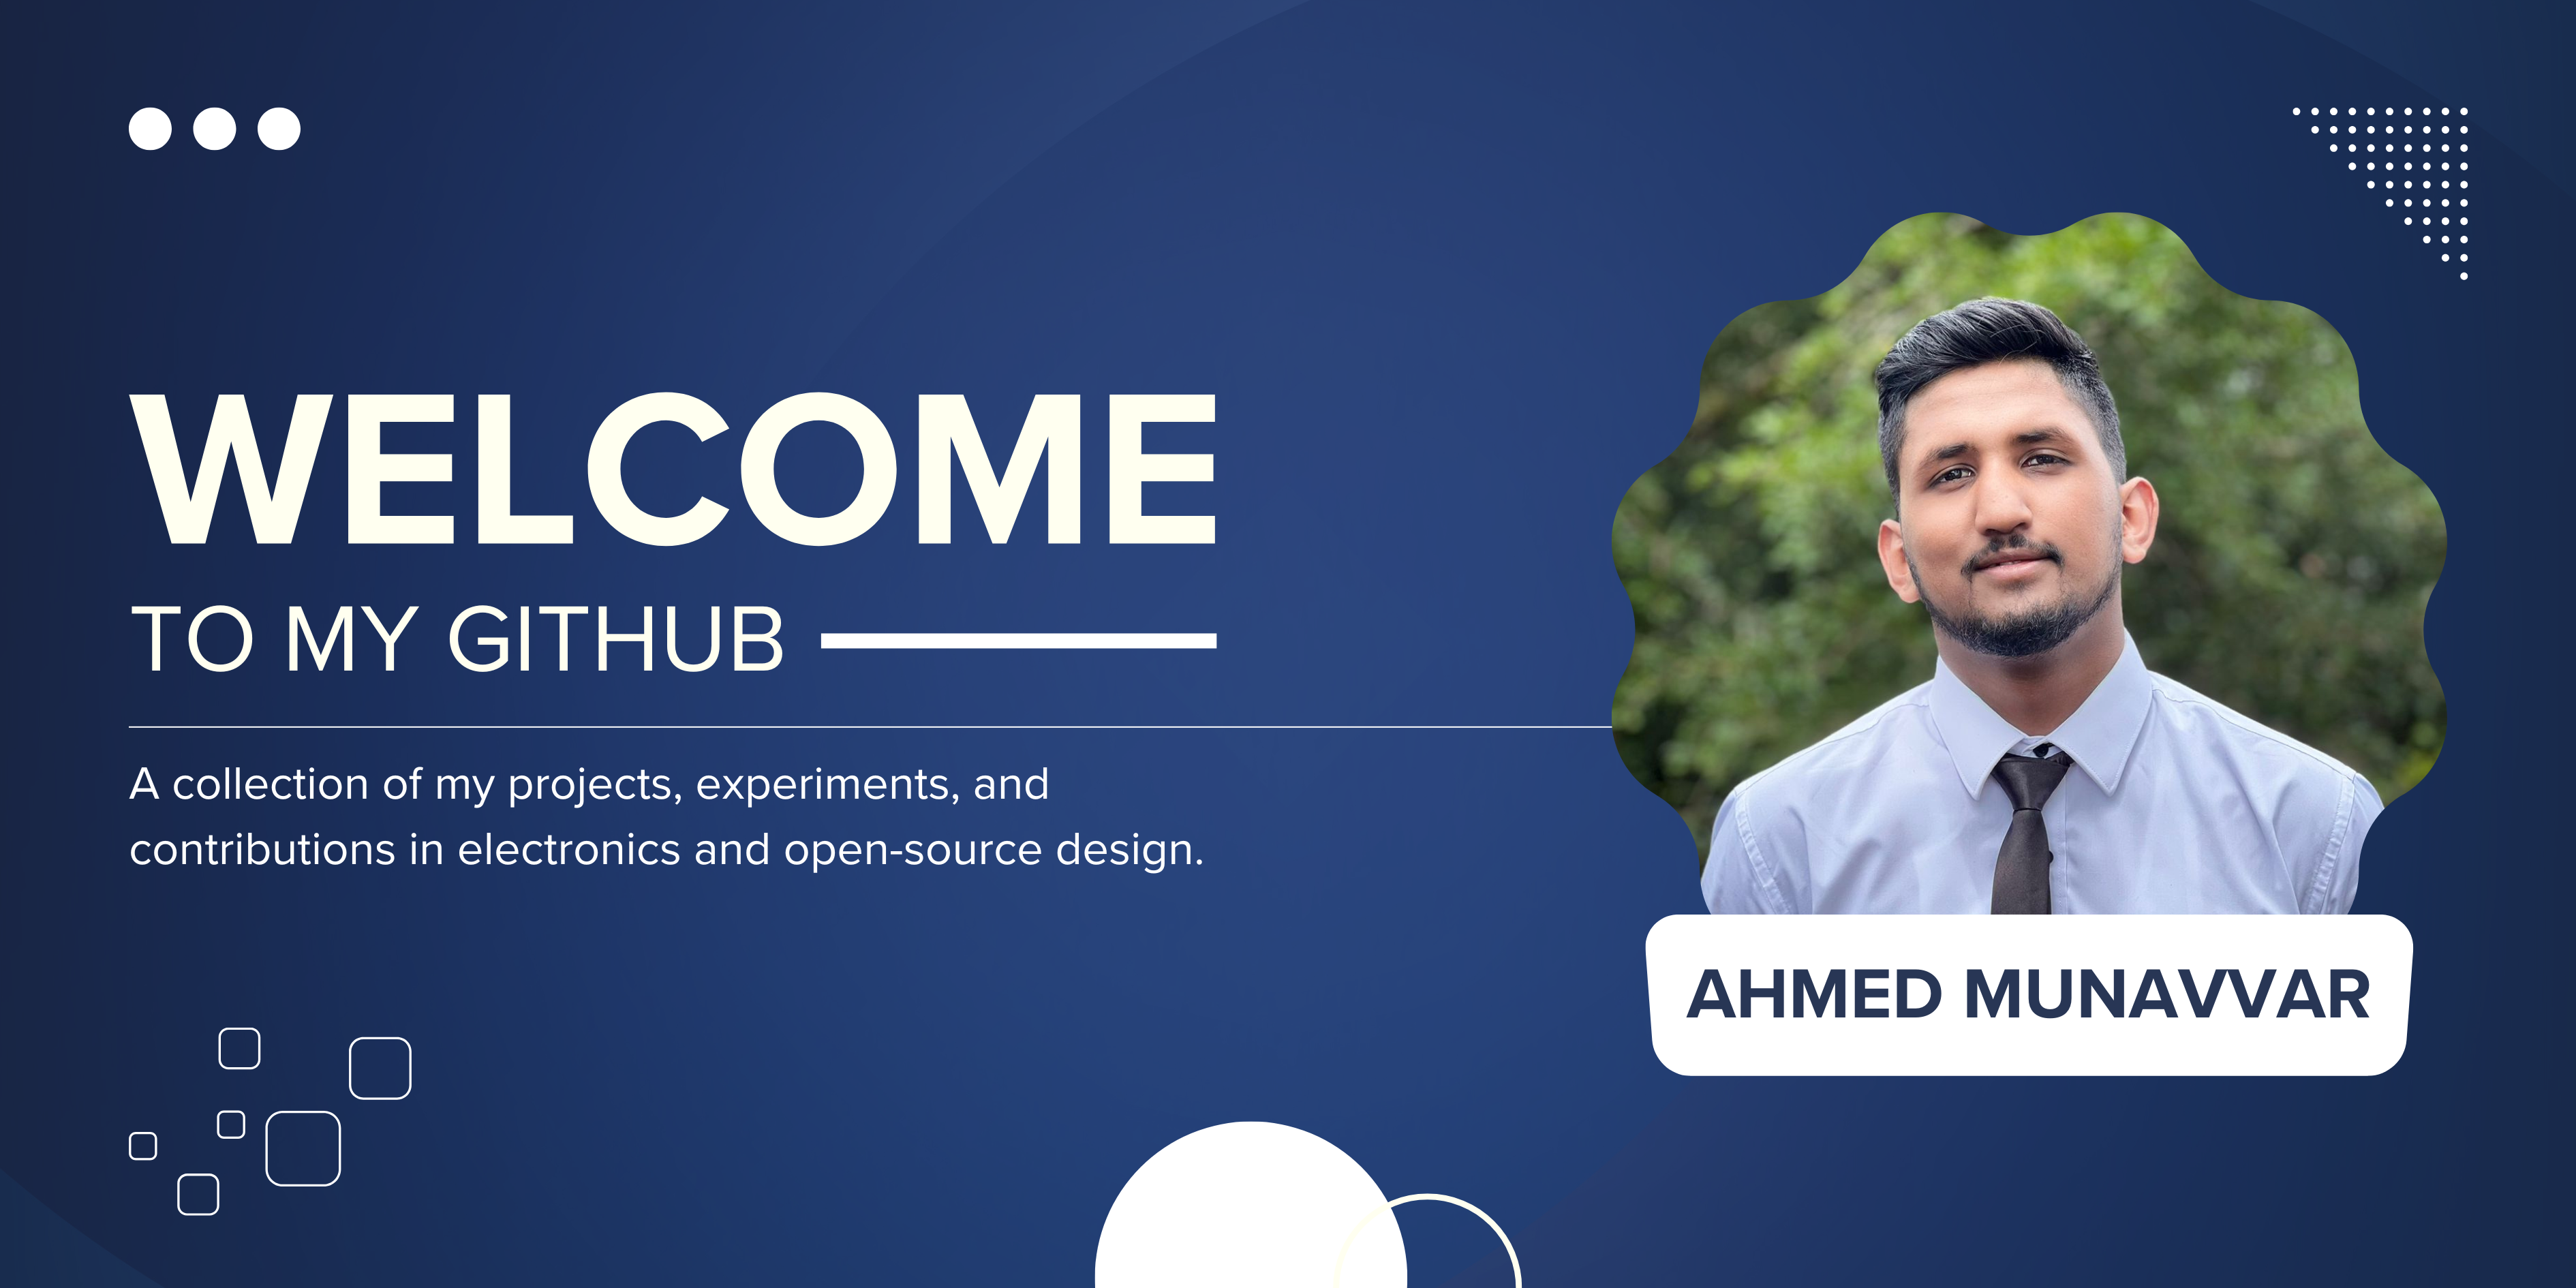 WELCOME
TO MY GITHUB
A collection of my projects, experiments, and
contributions in electronics and open-source design.
AHMED MUNAVVAR